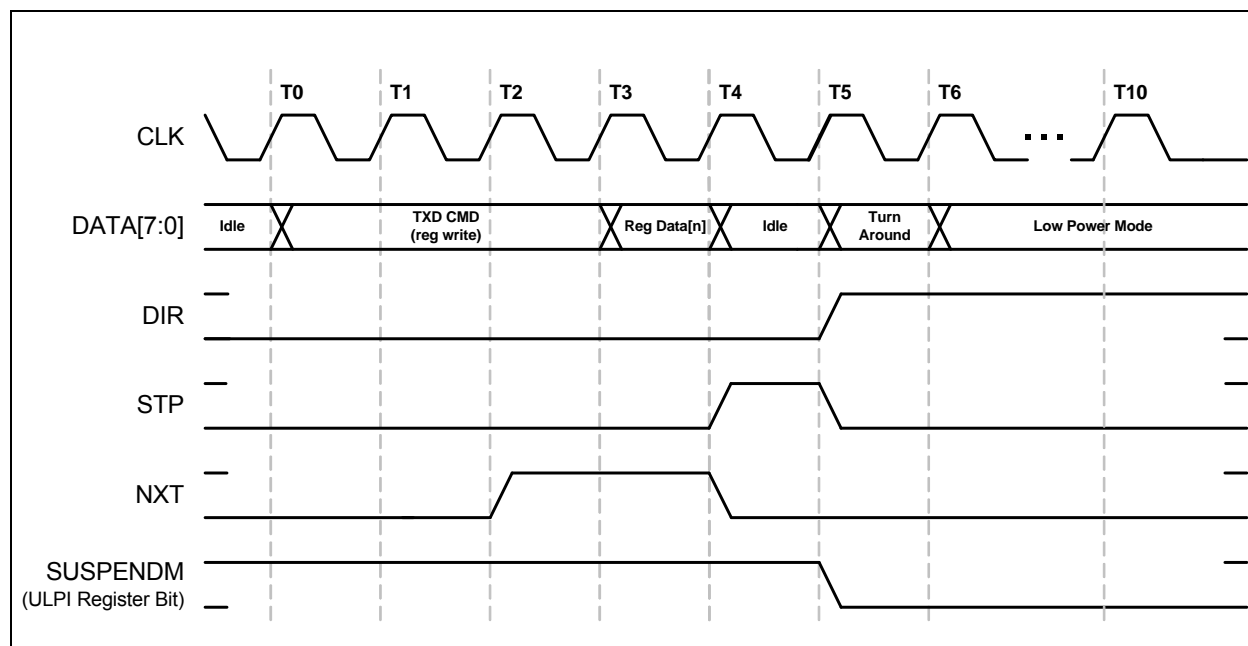 T0 T1 T2 T3 T4 T5 T6 T10
CLK
DATA[7:0]
Idle
TXD CMD
(reg write)
Reg Data[n]
Idle
Turn
Around
Low Power Mode
DIR
STP
NXT
SUSPENDM
(ULPI Register Bit)